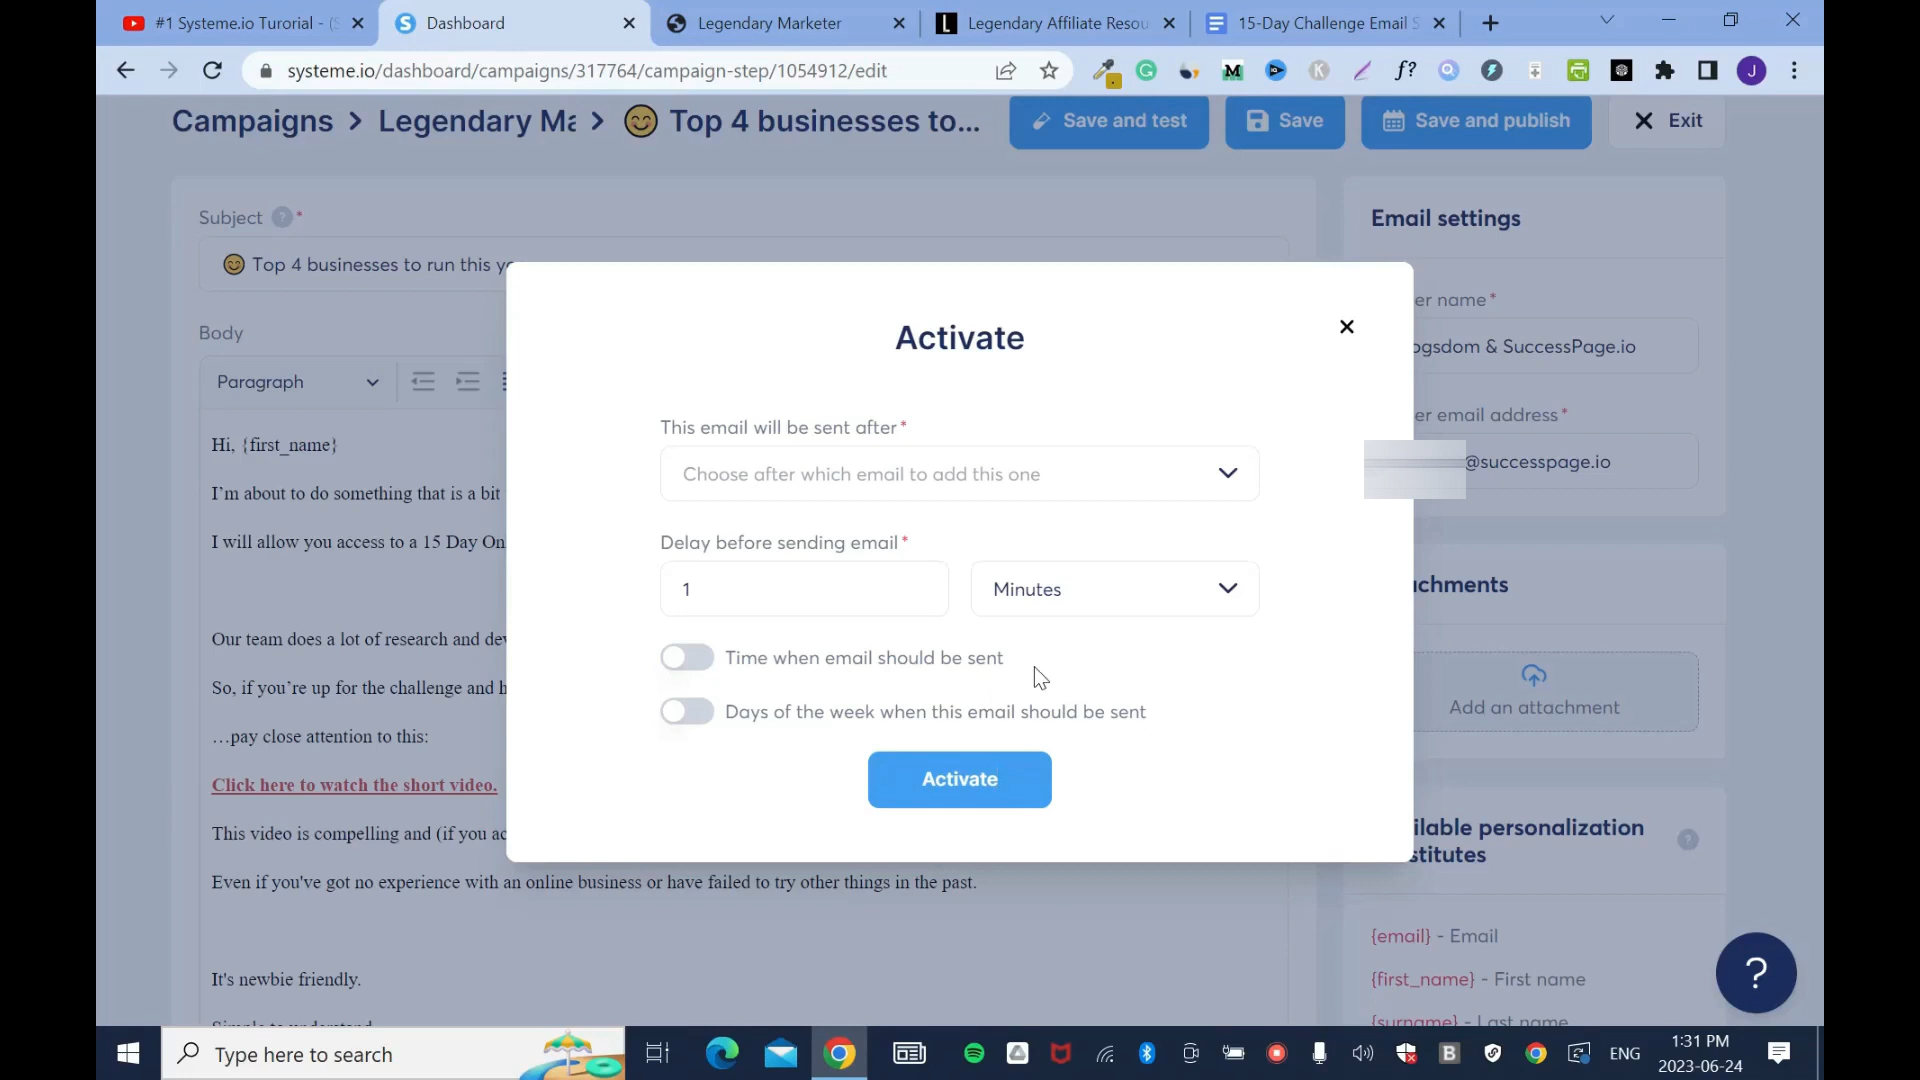 #1 Systeme.io Turorial - (S
Dashboard
Legendary Marketer
Legendary Affiliate Resou
15-Day Challenge Email S
systeme.io/dashboard/campaigns/317764/campaign-step/1054912/edit
Campaigns > Legendary Ma > 😊 Top 4 businesses to...
Save and test
Save
Save and publish
Exit
Subject ? *
😊 Top 4 businesses to run this ye
Body
Paragraph
Hi, {first_name}
I'm about to do something that is a bit
I will allow you access to a 15 Day On
Our team does a lot of research and dev
So, if you're up for the challenge and h
…pay close attention to this:
Click here to watch the short video.
This video is compelling and (if you ac
Even if you've got no experience with an online business or have failed to try other things in the past.
It's newbie friendly.
Simple to understand
Activate
This email will be sent after *
Choose after which email to add this one
Delay before sending email *
1
Minutes
Time when email should be sent
Days of the week when this email should be sent
Activate
Email settings
er name *
ogsdom & SuccessPage.io
er email address *
@successpage.io
chments
Add an attachment
ilable personalization
stitutes
?
{email} - Email
{first_name} - First name
{surname} - Last name
?
Type here to search
ENG
1:31 PM
2023-06-24